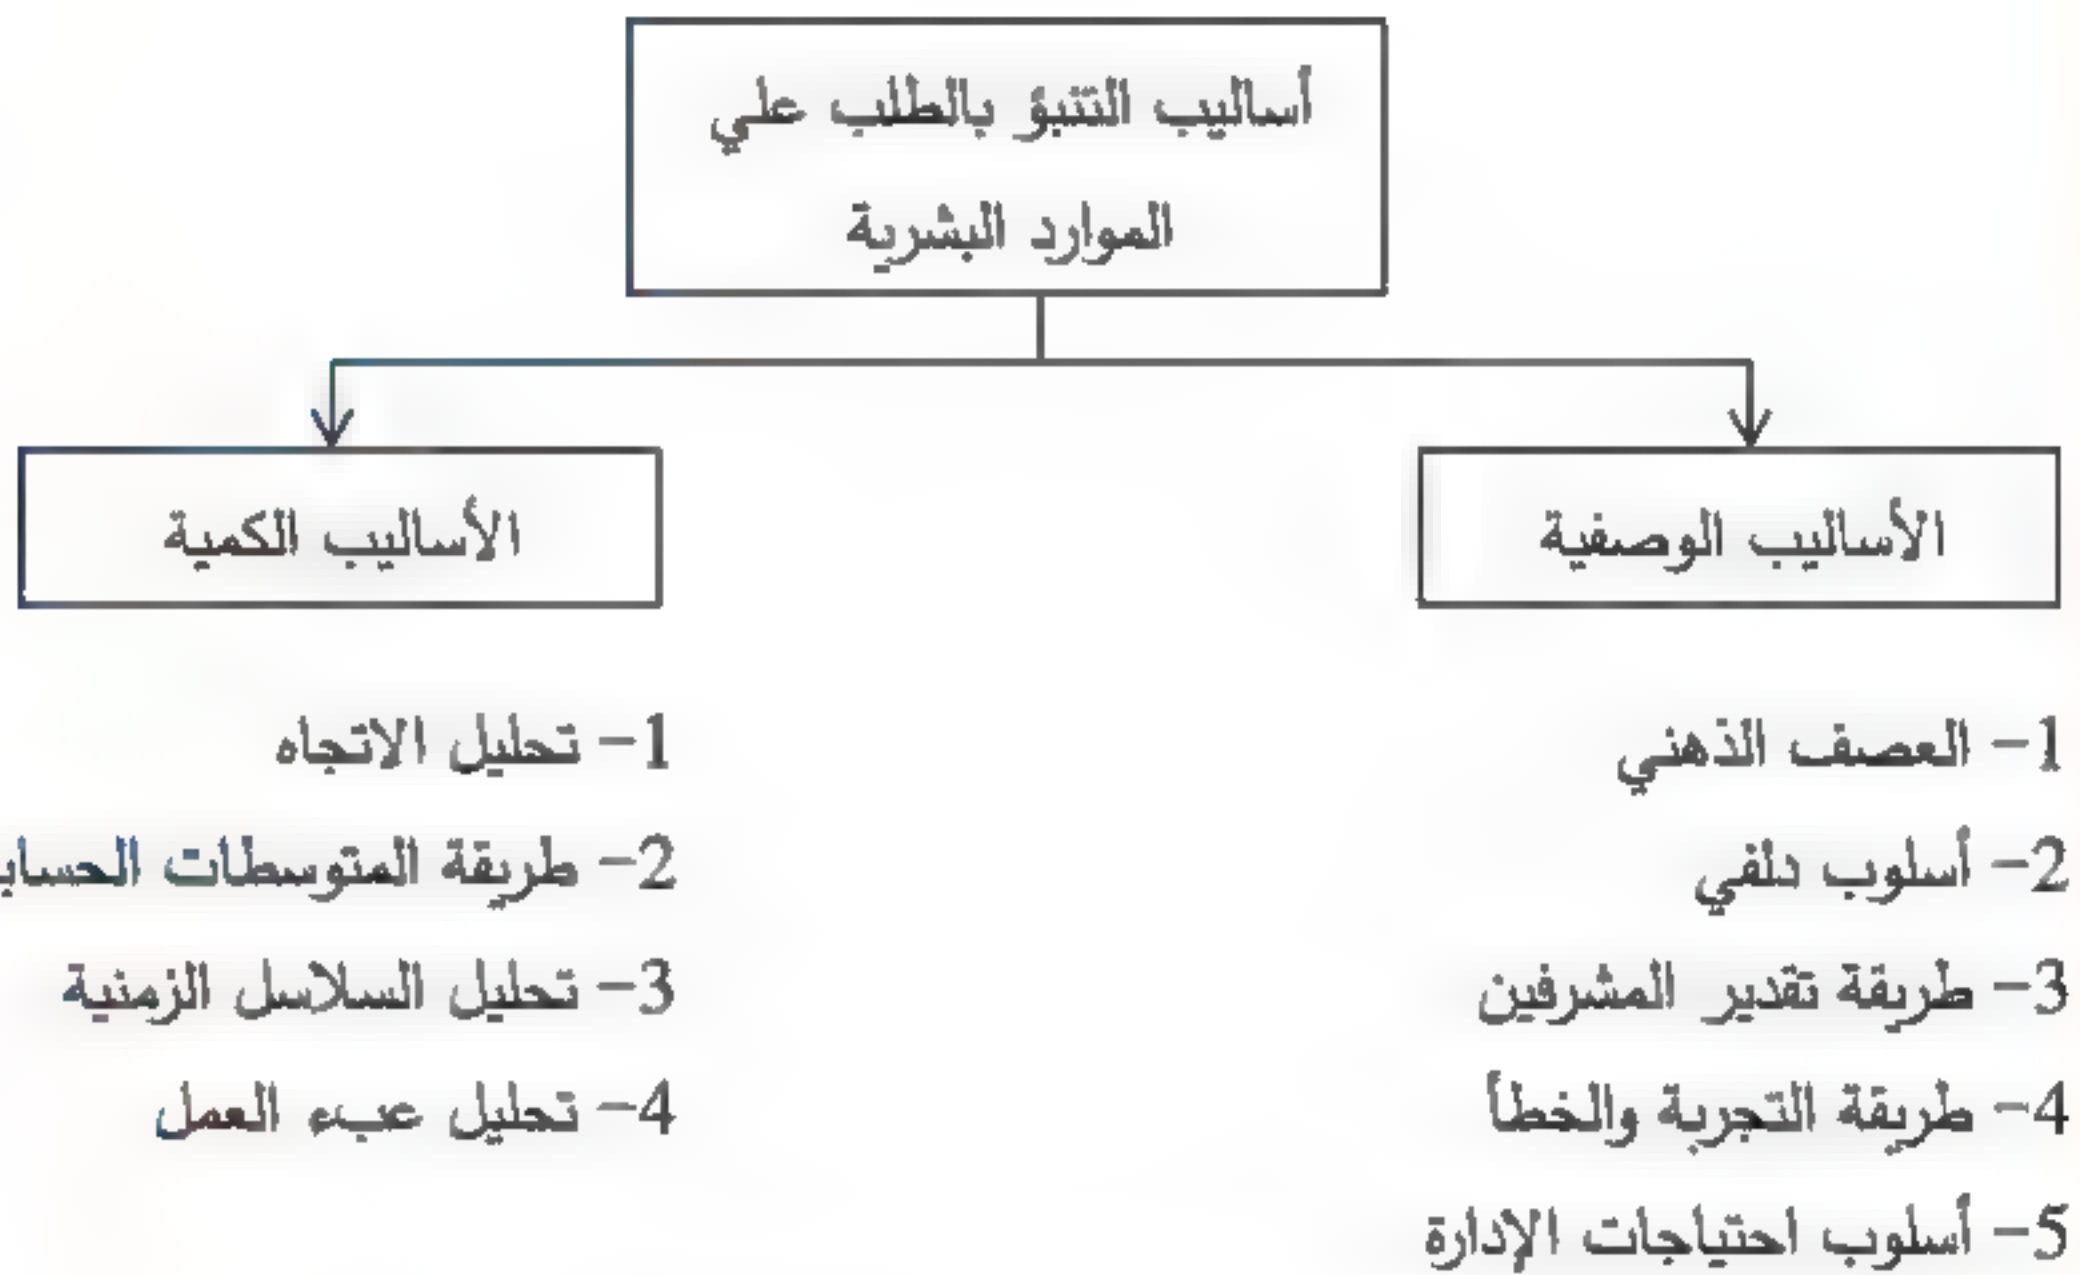 أساليب التنبؤ بالطلب علي
الموارد البشرية
الأساليب الوصفية
1- العصف الذهني
2- أسلوب دلفي
3- طريقة تقدير المشرفين
4- طريقة التجربة والخطأ
5- أسلوب احتياجات الإدارة
الأساليب الكمية
1- تحليل الاتجاه
2- طريقة المتوسطات
3- تحليل السلاسل الزمنية
4- تحليل عبء العمل